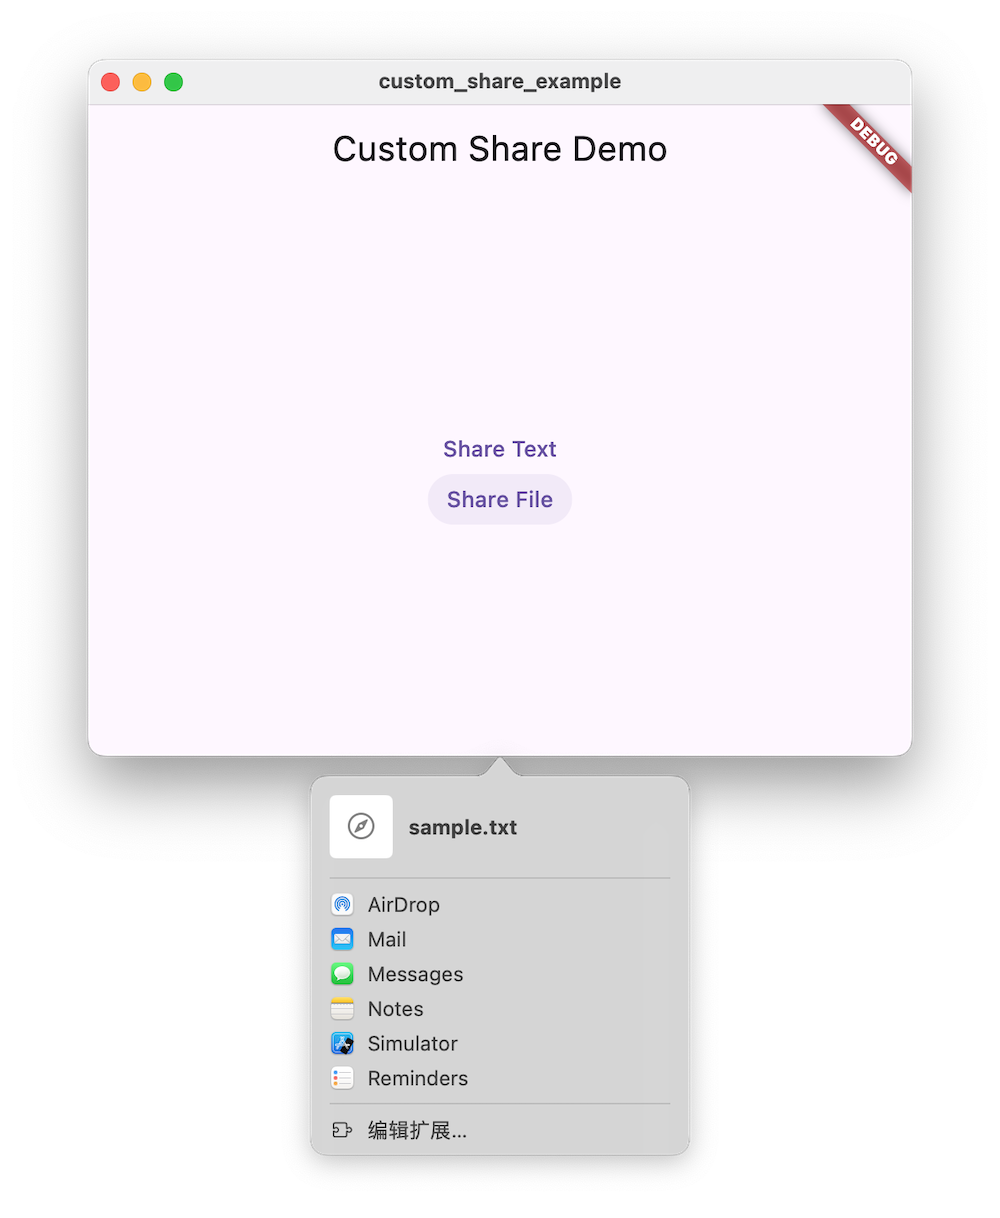 custom_share_example
DEBUG
Custom Share Demo
Share Text
Share File
sample.txt
AirDrop
Mail
Messages
Notes
Simulator
Reminders
编辑扩展...